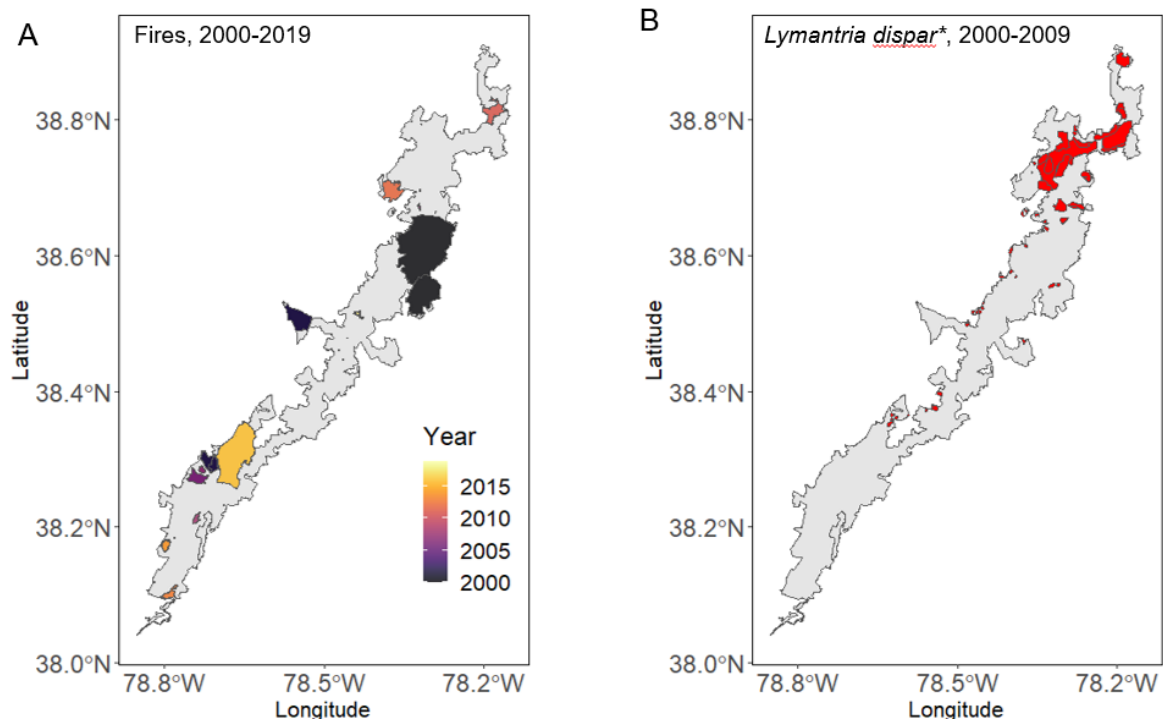 A
Fires, 2000-2019
38.8°N
38.6°N
38.4°N
38.2°N
38.0°N
Latitude
Year
2015
2010
2005
2000
78.8°W 78.5°W 78.2°W
Longitude
B
Lymantria dispar*, 2000-2009
38.8°N
38.6°N
38.4°N
38.2°N
38.0°N
Latitude
78.8°W 78.5°W 78.2°W
Longitude